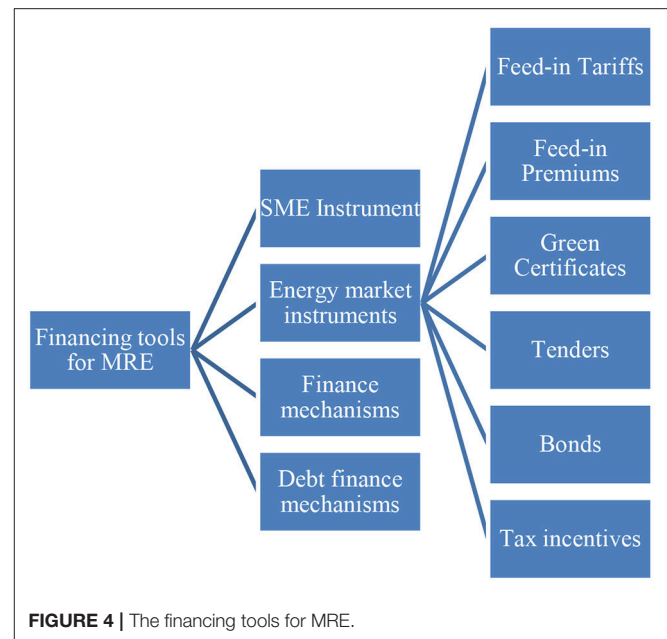 Financing tools
for MRE
SME Instrument
Energy market
instruments
Finance
mechanisms
Debt finance
mechanisms
Feed-in Tariffs
Feed-in
Premiums
Green
Certificates
Tenders
Bonds
Tax incentives
FIGURE 4 | The financing tools for MRE.